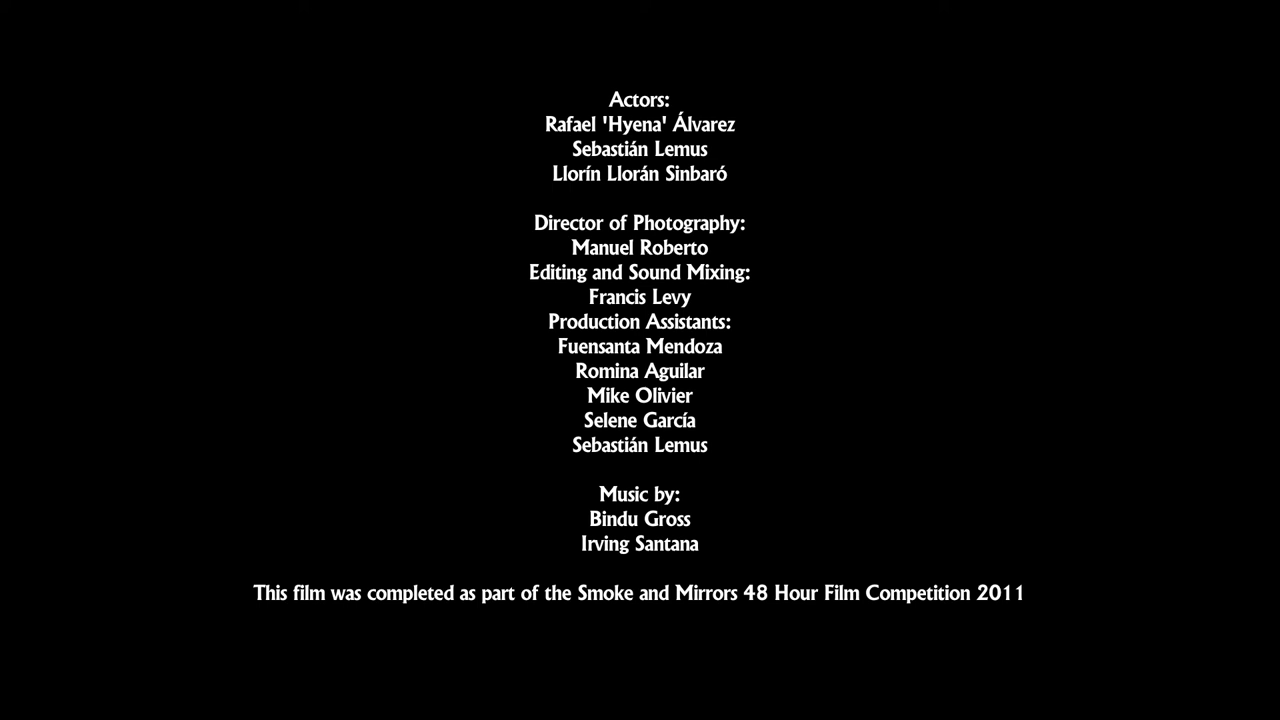 Actors:
Rafael 'Hyena' Álvarez
Sebastián Lemus
Llorín Llorán Sinbaró
Director of Photography:
Manuel Roberto
Editing and Sound Mixing:
Francis Levy
Production Assistants:
Fuensanta Mendoza
Romina Aguilar
Mike Olivier
Selene García
Sebastián Lemus
Music by:
Bindu Gross
Irving Santana
This film was completed as part of the Smoke and Mirrors 48 Hour Film Competition 2011